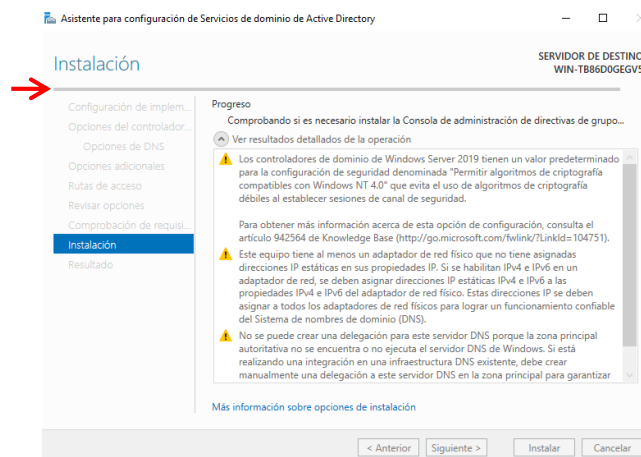 Asistente para configuración de Servicios de dominio de Active Directory
Instalación
SERVIDOR DE DESTINO
WIN-TB86D0GEGV5
Configuración de implem...
Opciones del controlador...
Opciones de DNS
Opciones adicionales
Rutas de acceso
Revisar opciones
Comprobación de requisi...
Instalación
Resultado
Progreso
Comprobando si es necesario instalar la Consola de administración de directivas de grupo...
Ver resultados detallados de la operación
Los controladores de dominio de Windows Server 2019 tienen un valor predeterminado
para la configuración de seguridad denominada "Permitir algoritmos de criptografía
compatibles con Windows NT 4.0" que evita el uso de algoritmos de criptografía
débiles al establecer sesiones de canal de seguridad.
Para obtener más información acerca de esta opción de configuración, consulta el
artículo 942564 de Knowledge Base (http://go.microsoft.com/fwlink/?LinkId=104751).
Este equipo tiene al menos un adaptador de red físico que no tiene asignadas
direcciones IP estáticas en sus propiedades IP. Si se habilitan IPv4 e IPv6 en un
adaptador de red, se deben asignar direcciones IP estáticas IPv4 e IPv6 a las
propiedades IPv4 e IPv6 del adaptador de red físico. Estas direcciones IP se deben
asignar a todos los adaptadores de red físicos para lograr un funcionamiento confiable
del Sistema de nombres de dominio (DNS).
No se puede crear una delegación para este servidor DNS porque la zona principal
autoritativa no se encuentra o no ejecuta el servidor DNS de Windows. Si está
realizando una integración en una infraestructura DNS existente, debe crear
manualmente una delegación a este servidor DNS en la zona principal para garantizar
Más información sobre opciones de instalación
< Anterior
Siguiente >
Instalar
Cancelar